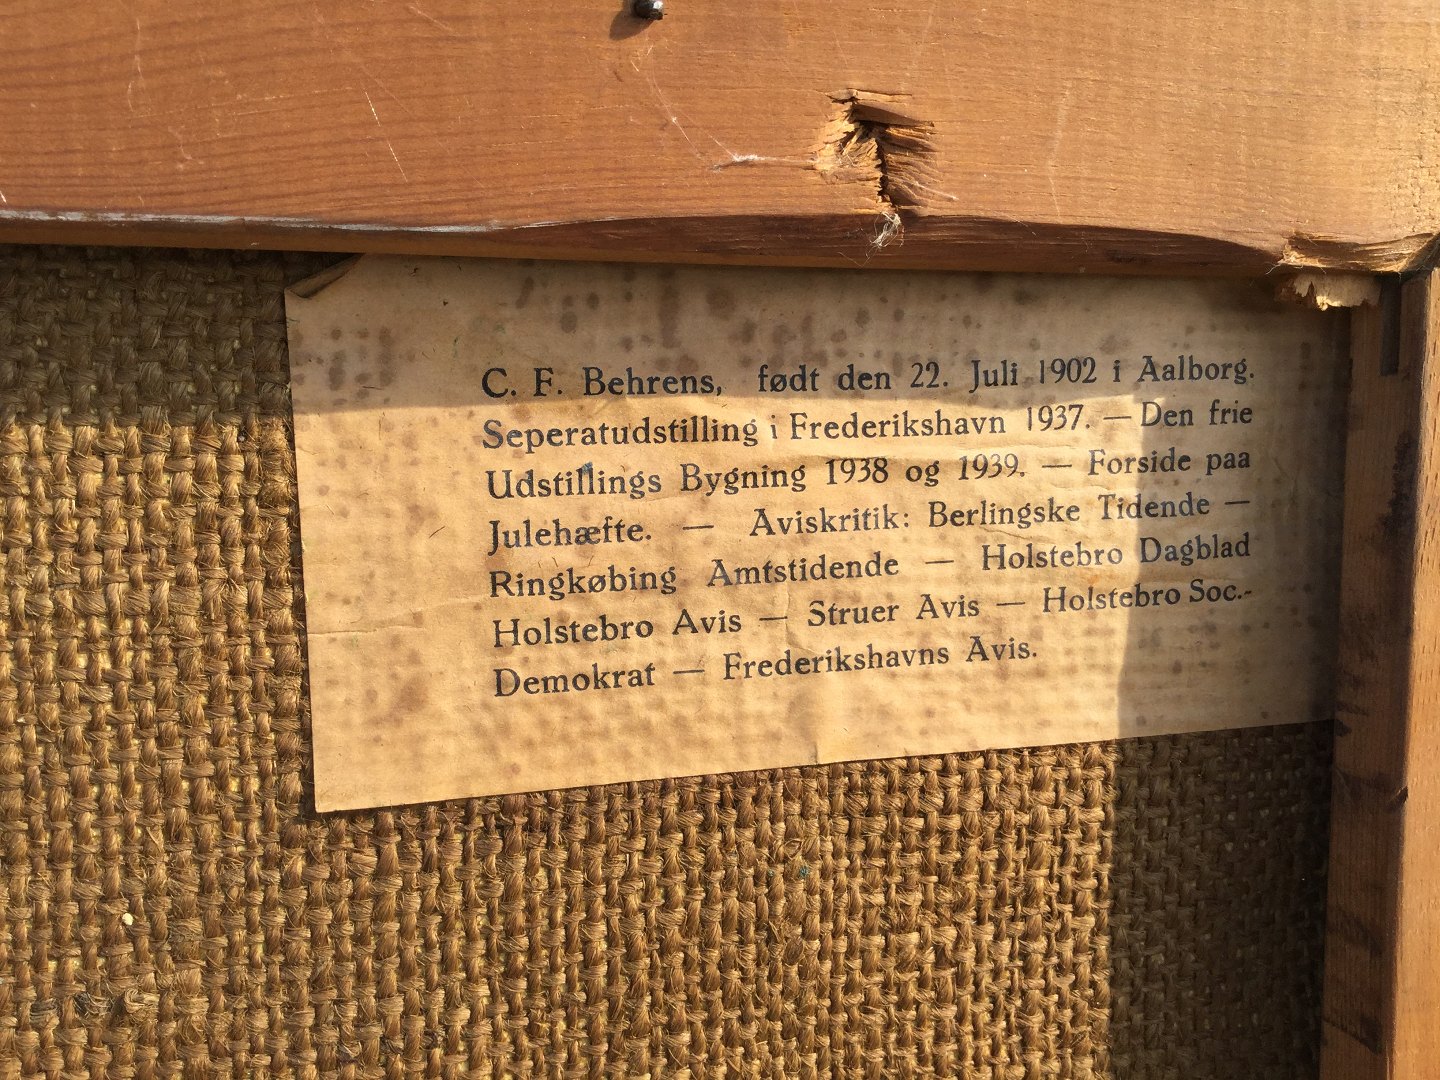 C. F. Behrens, født den 22. Juli 1902 i Aalborg.
Seperatudstilling i Frederikshavn 1937. — Den frie
Udstillings Bygning 1938 og 1939. — Forside paa
Julehæfte. — Aviskritik: Berlingske Tidende —
Ringkøbing Amtstidende — Holstebro Dagblad
Holstebro Avis — Struer Avis — Holstebro Soc.-
Demokrat — Frederikshavns Avis.